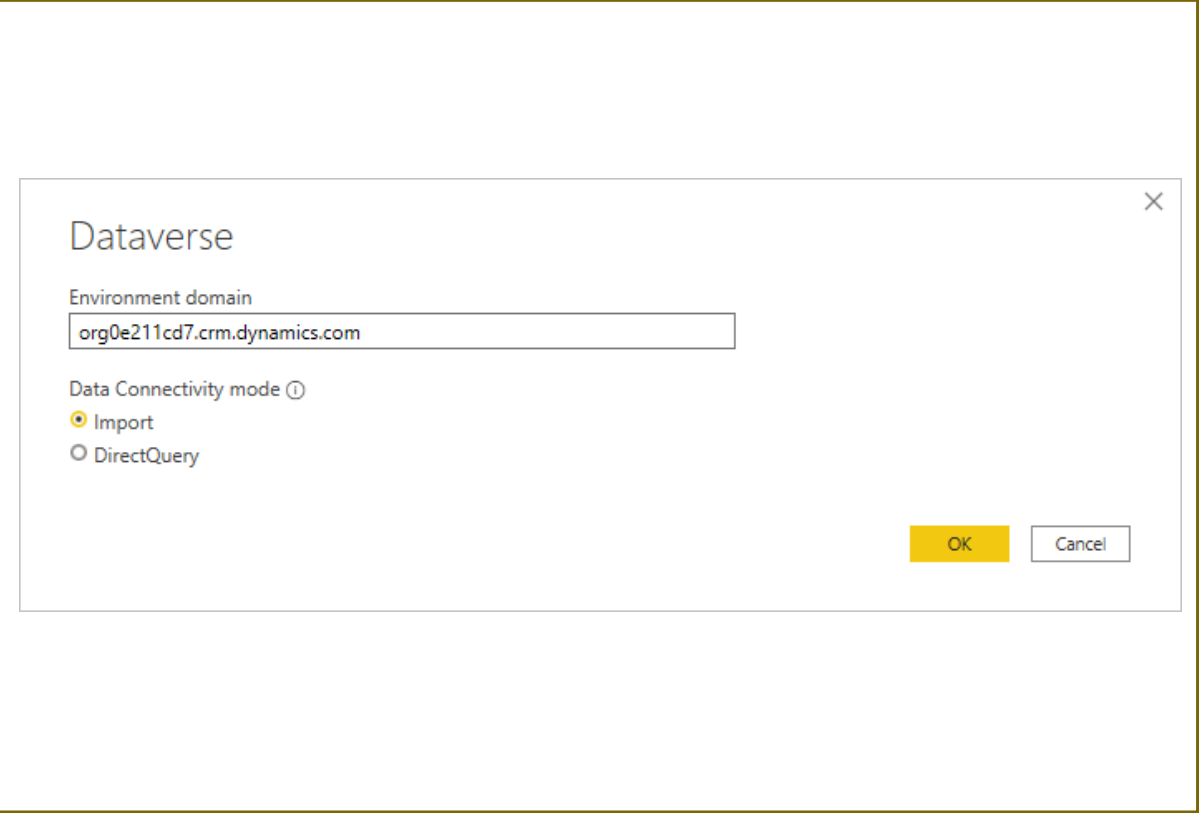 Dataverse
Environment domain
org0e211cd7.crm.dynamics.com
Data Connectivity mode
Import
DirectQuery
OK
Cancel